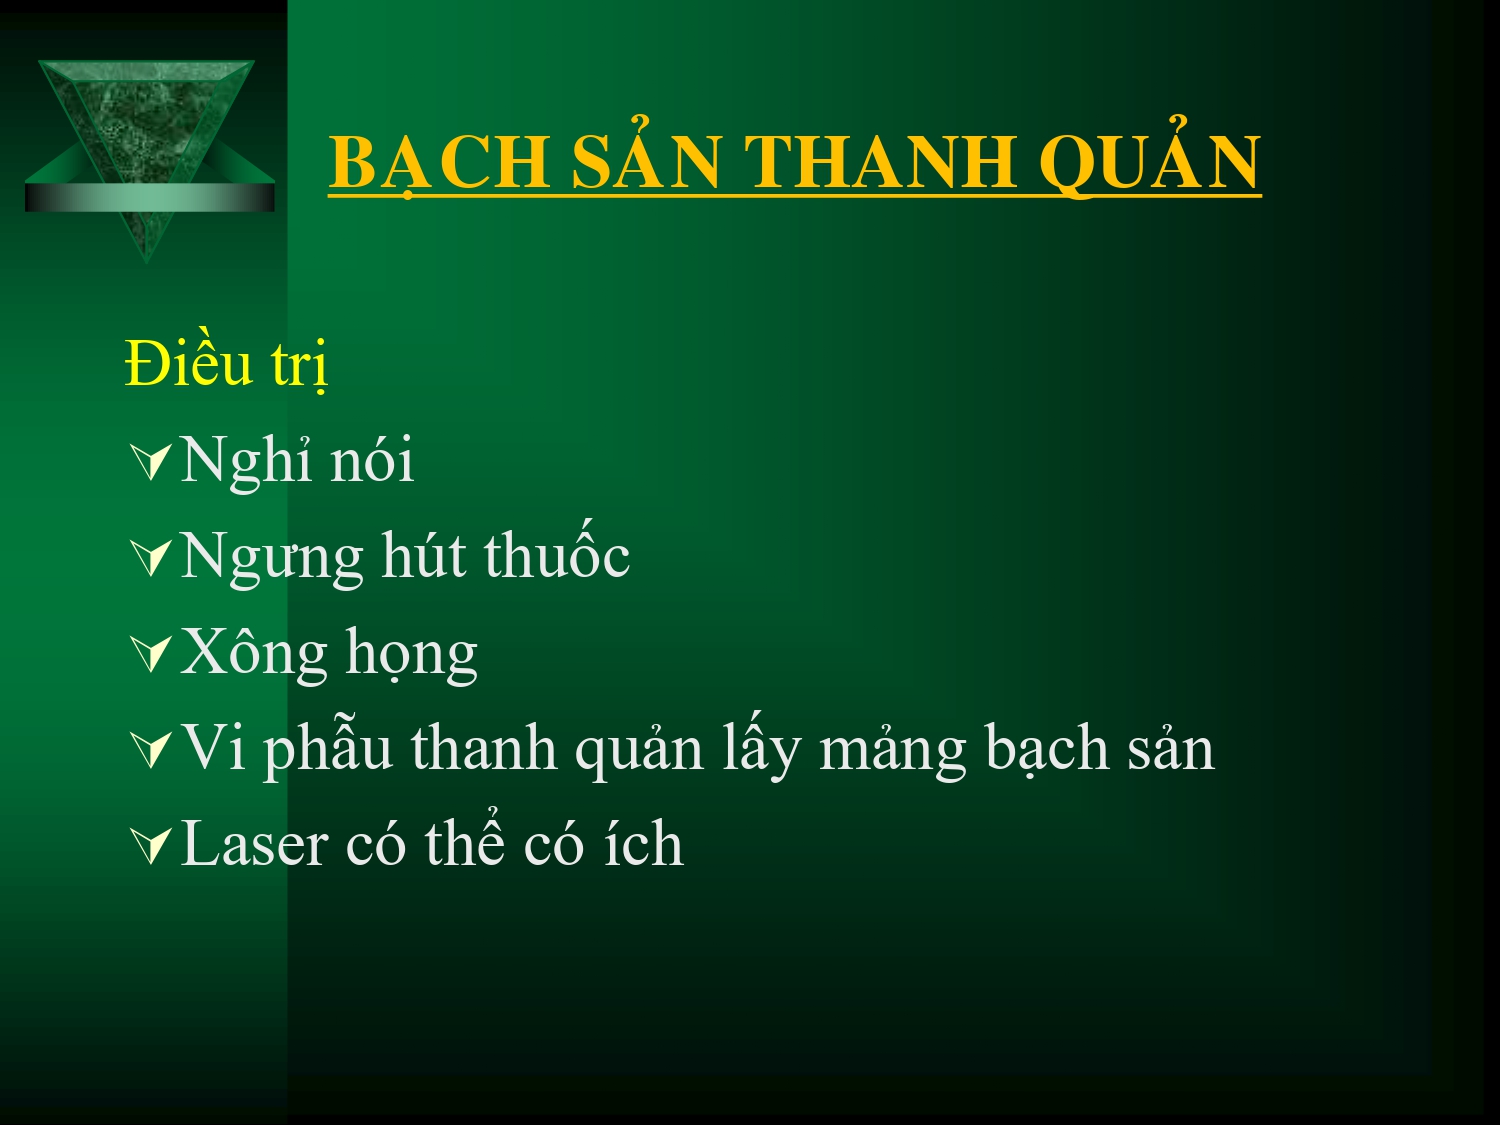 BẠCH SẢN THANH QUẢN
Điều trị
Nghỉ nói
Ngưng hút thuốc
Xông họng
Vi phẫu thanh quản lấy mảng bạch sản
Laser có thể có ích